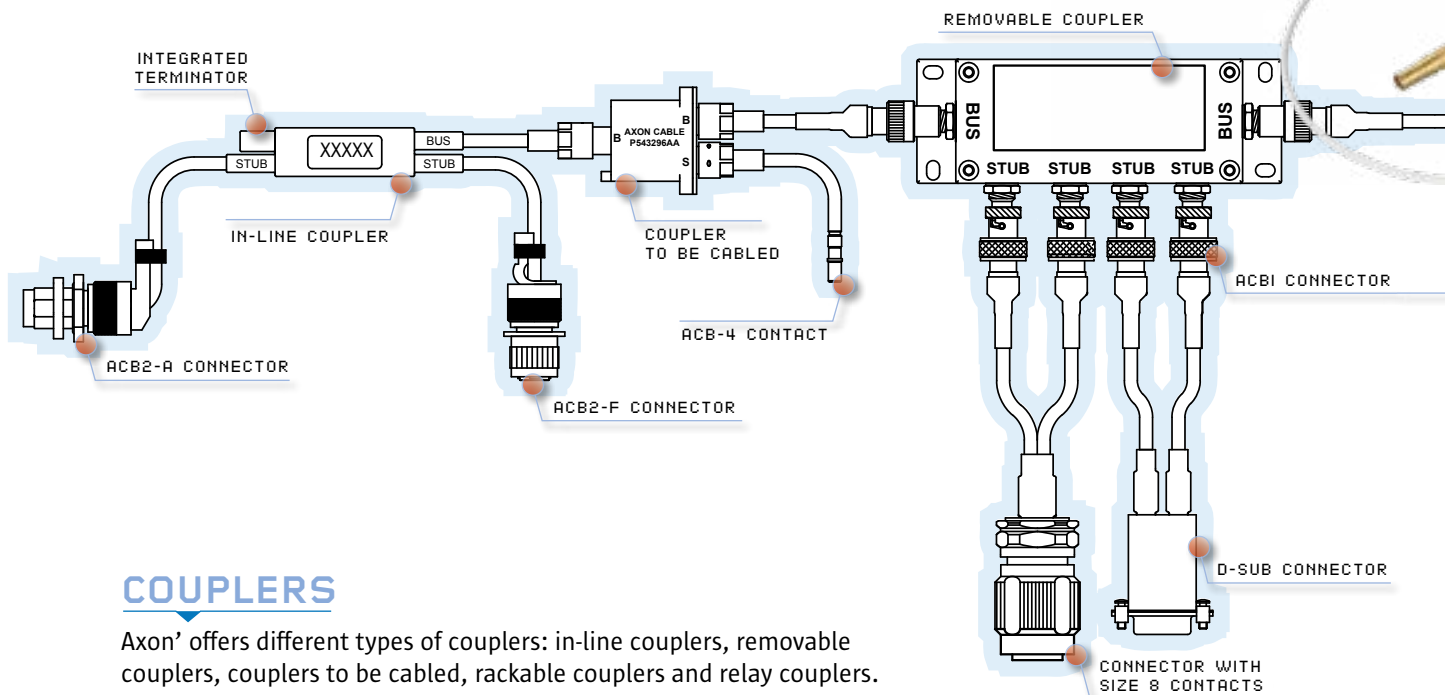 REMOVABLE COUPLER
INTEGRATED
TERMINATOR
XXXXX
BUS
STUB
STUB
B
AXON CABLE
P543296AA
B
S
BUS
BUS
STUB STUB STUB STUB
IN-LINE COUPLER
COUPLER
TO BE CABLED
ACB1 CONNECTOR
ACB-4 CONTACT
ACB2-A CONNECTOR
ACB2-F CONNECTOR
D-SUB CONNECTOR
COUPLERS
Axon’ offers different types of couplers: in-line couplers, removable
couplers, couplers to be cabled, rackable couplers and relay couplers.
CONNECTOR WITH
SIZE 8 CONTACTS